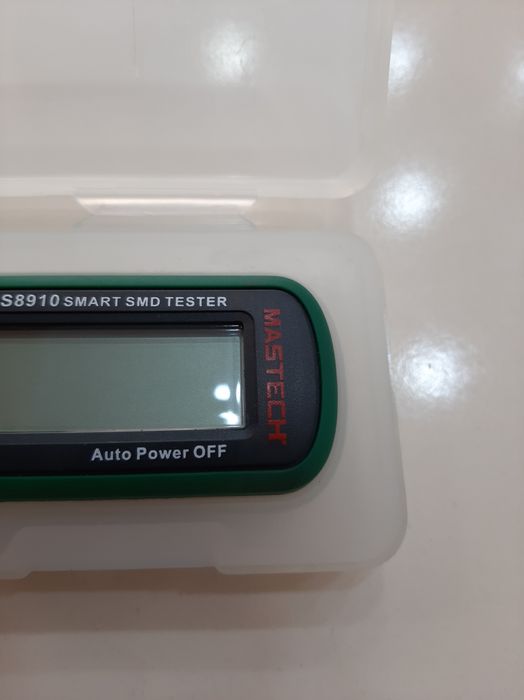 S8910 SMART SMD TESTER
MASTECH
Auto Power OFF